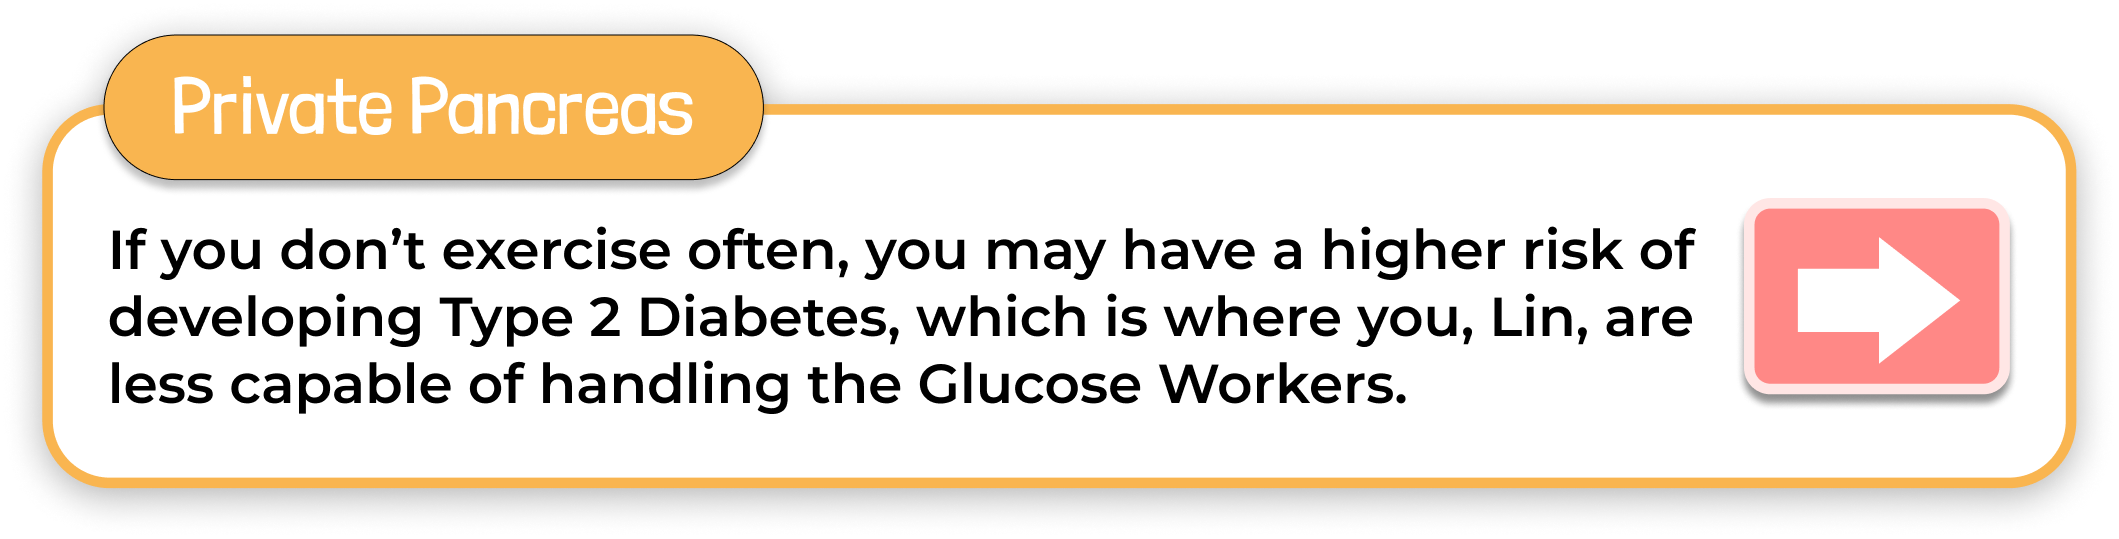 Private Pancreas
If you don’t exercise often, you may have a higher risk of
developing Type 2 Diabetes, which is where you, Lin, are
less capable of handling the Glucose Workers.